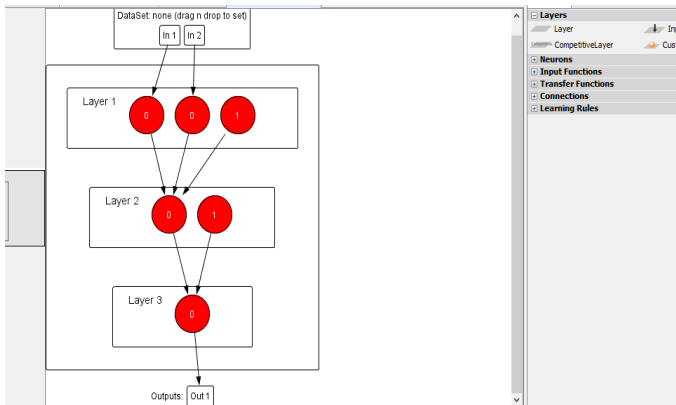 DataSet: none (drag n drop to set)
In 1 In 2
Layer 1
0 0 1
Layer 2
0 1
Layer 3
0
Outputs: Out 1
Layers
Layer
CompetitiveLayer
Neurons
Input Functions
Transfer Functions
Connections
Learning Rules